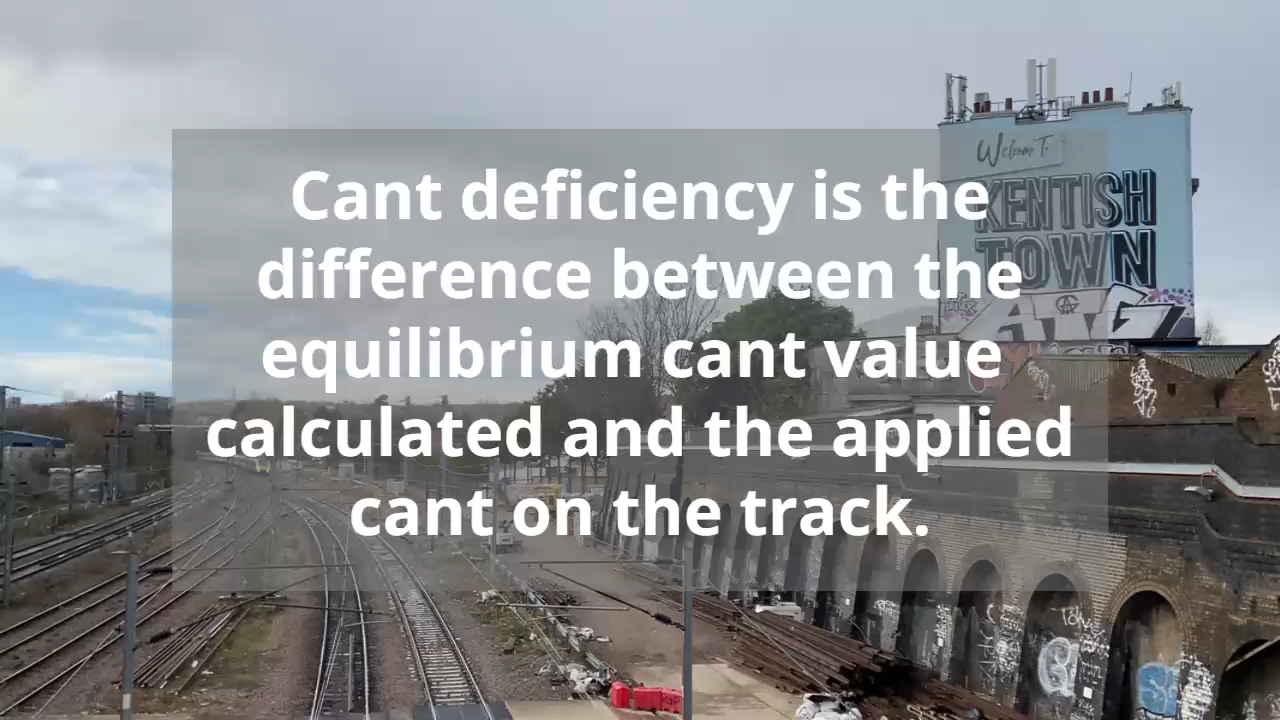 Cant deficiency is the
difference between the
equilibrium cant value
calculated and the applied
cant on the track.
Welcome To
KENTISH
TOWN